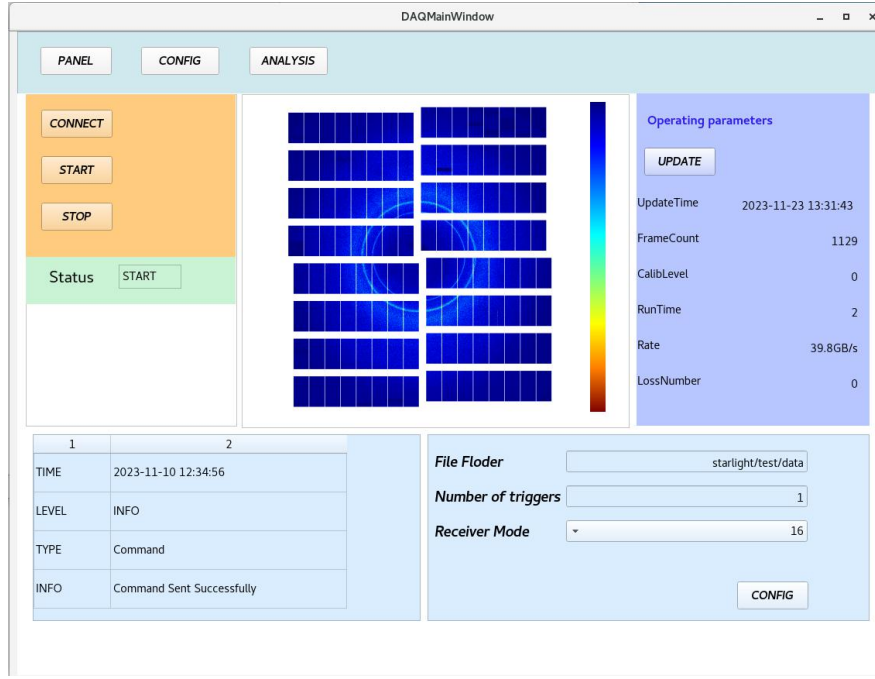 DAQMainWindow
PANEL CONFIG ANALYSIS
CONNECT
START
STOP
Status START
Operating parameters
UPDATE
UpdateTime 2023-11-23 13:31:43
FrameCount 1129
CalibLevel 0
RunTime 2
Rate 39.8GB/s
LossNumber 0
1 2
TIME 2023-11-10 12:34:56
LEVEL INFO
TYPE Command
INFO Command Sent Successfully
File Floder starlight/test/data
Number of triggers 1
Receiver Mode 16
CONFIG